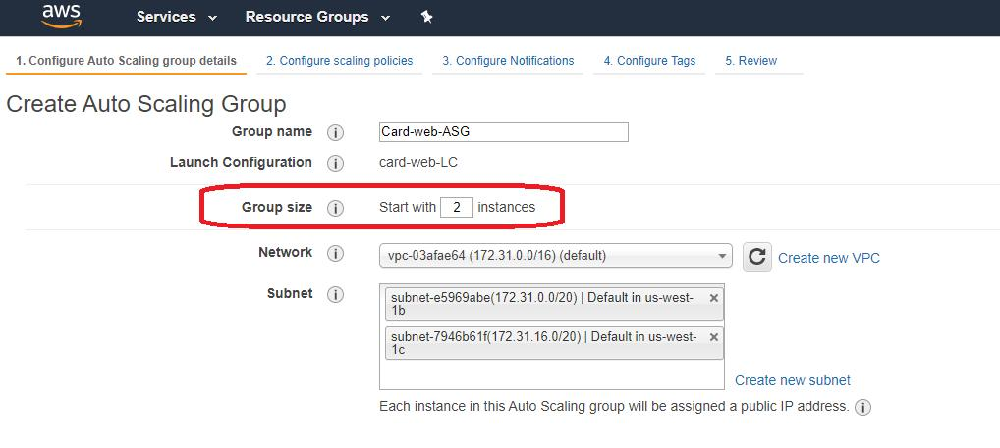 aws Services Resource Groups
1. Configure Auto Scaling group details 2. Configure scaling policies 3. Configure Notifications 4. Configure Tags 5. Review
Create Auto Scaling Group
Group name i Card-web-ASG
Launch Configuration i card-web-LC
Group size i Start with 2 instances
Network i vpc-03afae64 (172.31.0.0/16) (default) Create new VPC
Subnet i subnet-e5969abe(172.31.0.0/20) | Default in us-west-
1b
subnet-7946b61f(172.31.16.0/20) | Default in us-west-
1c
Create new subnet
Each instance in this Auto Scaling group will be assigned a public IP address. i